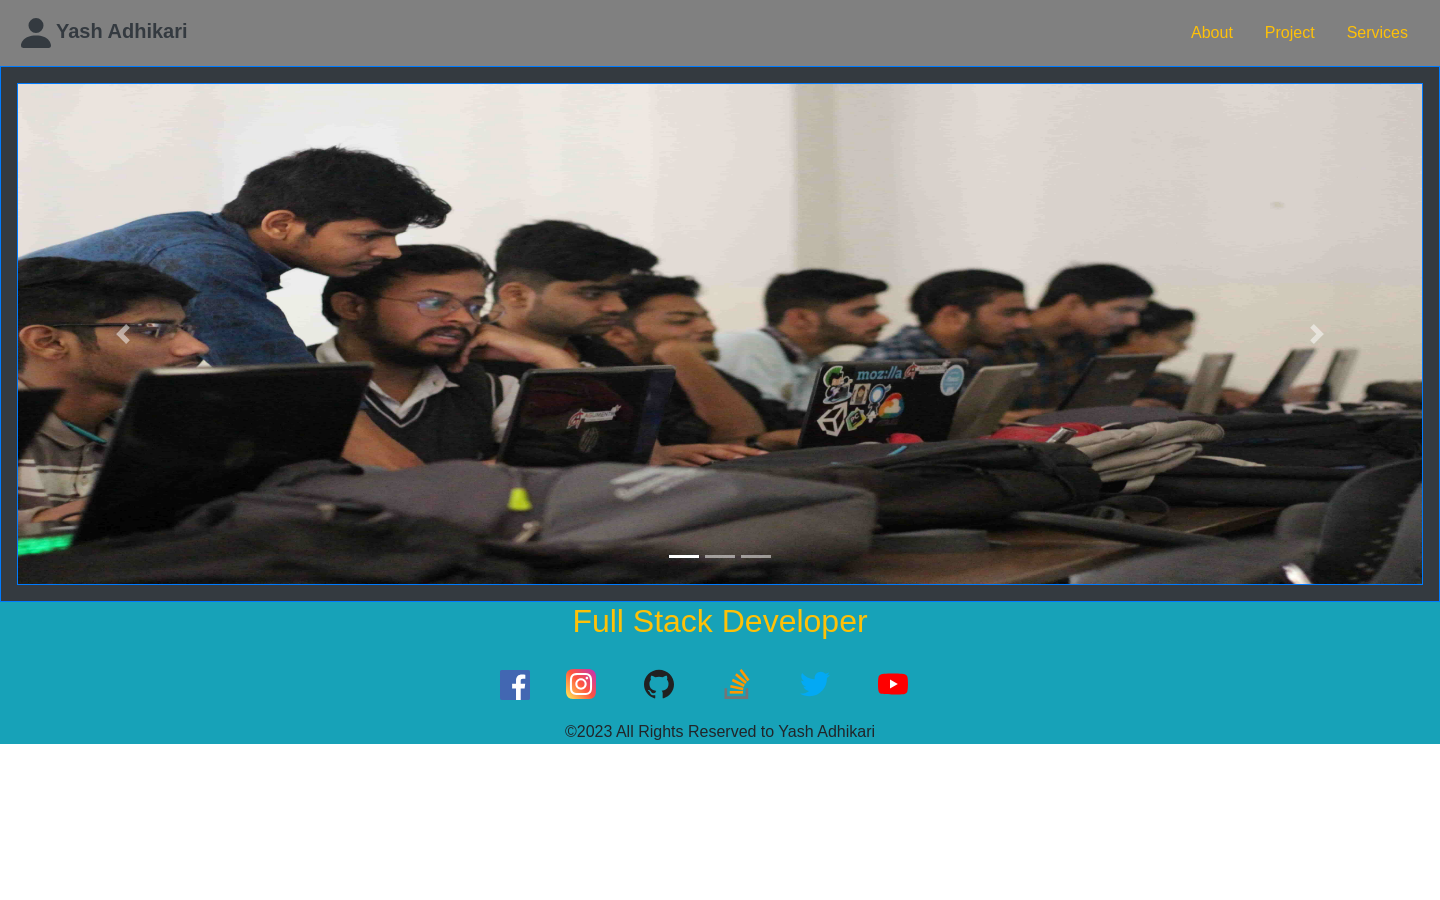 Yash Adhikari
About
Project
Services
moz://a
Full Stack Developer
©2023 All Rights Reserved to Yash Adhikari